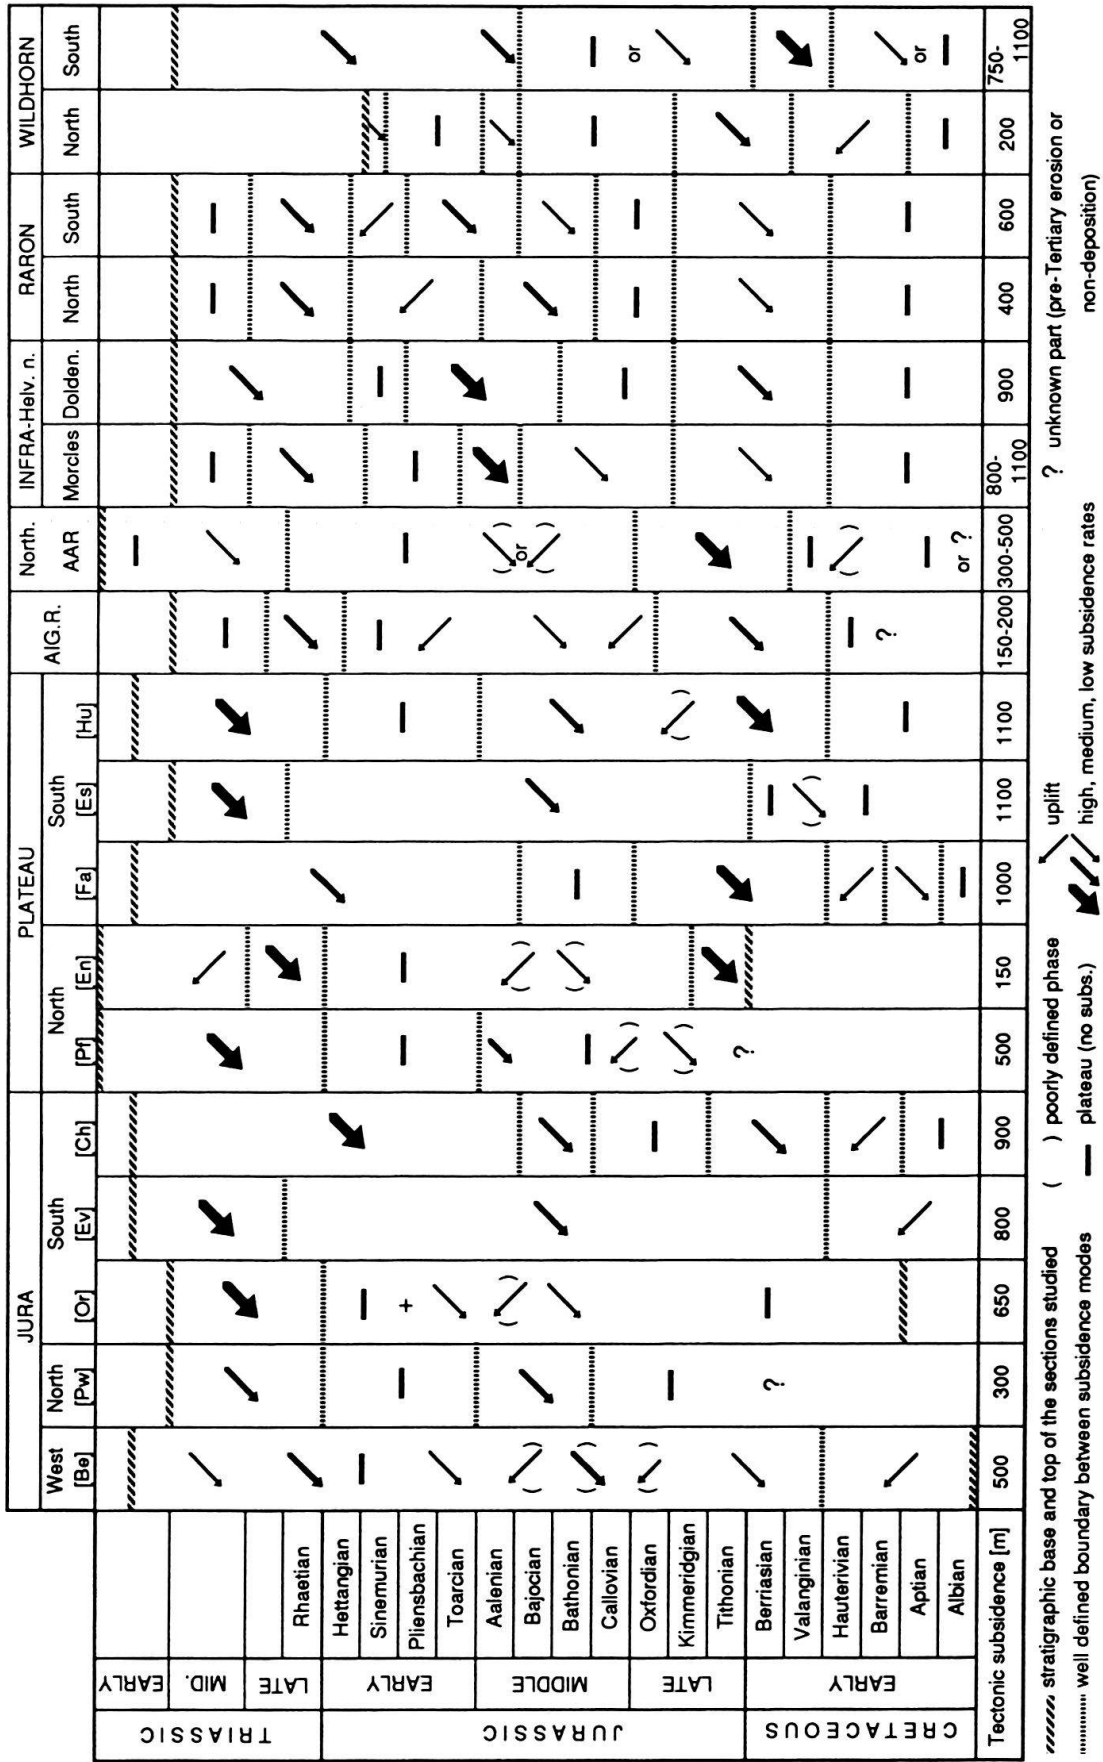 JURA PLATEAU AIG.R. North. INFRA-Helv. n. RARON WILDHORN
West North South North South AAR Morcles Dolden. North South North South
[Be] [Pw] [Or] [Ev] [Ch] [Pf] [En] [Fa] [Es] [Hu]
TRIASSIC
EARLY
MID.
LATE
Rhaetian
JURASSIC
EARLY
Hettangian
Sinemurian
Pliensbachian +
Toarcian
MIDDLE
Aalenian
Bajocian ( ) ( ) ( ) or ( )
Bathonian ( ) ( ) ( )
Callovian
LATE
Oxfordian ( ) ( ) or
Kimmeridgian ( ) ( )
Tithonian
CRETACEOUS
EARLY
Berriasian ? ?
Valanginian ( )
Hauterivian ( )
Barremian ?
Aptian or
Albian or ?
Tectonic subsidence [m] 500 300 650 800 900 500 150 1000 1100 1100 150-200 300-500 800-1100 900 400 600 200 750-1100
stratigraphic base and top of the sections studied
well defined boundary between subsidence modes
( ) poorly defined phase
plateau (no subs.)
uplift
high, medium, low subsidence rates
? unknown part (pre-Tertiary erosion or
non-deposition)